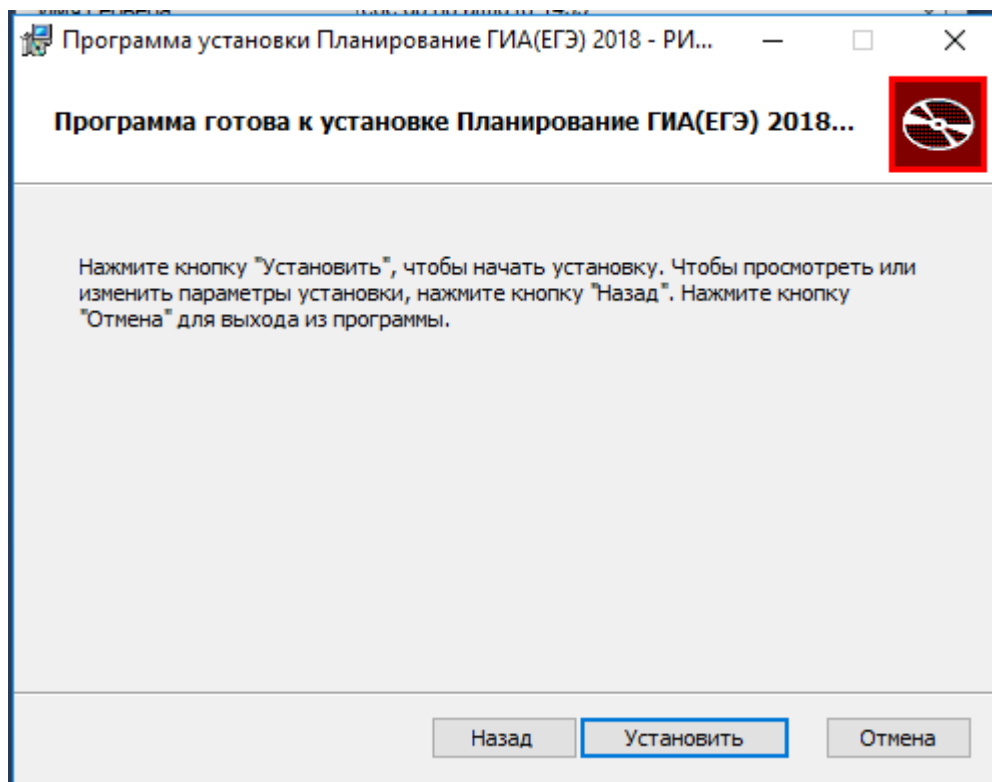 Программа установки Планирование ГИА(ЕГЭ) 2018 - РИ...
Программа готова к установке Планирование ГИА(ЕГЭ) 2018...
Нажмите кнопку "Установить", чтобы начать установку. Чтобы просмотреть или
изменить параметры установки, нажмите кнопку "Назад". Нажмите кнопку
"Отмена" для выхода из программы.
Назад
Установить
Отмена